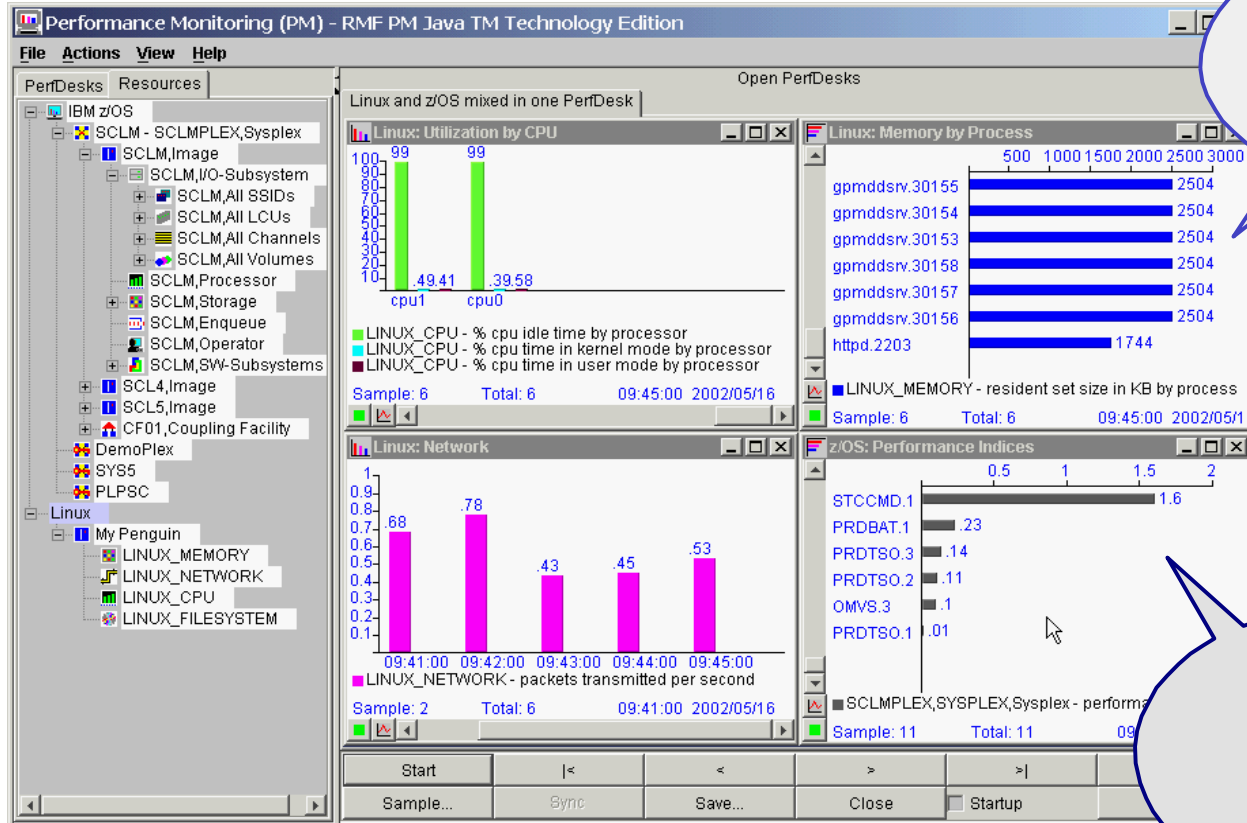 Performance Monitoring (PM) - RMF PM Java TM Technology Edition
File Actions View Help
PerfDesks Resources
IBM z/OS
SCLM - SCLMPLEX,Sysplex
SCLM,Image
SCLM,I/O-Subsystem
SCLM,All SSIDs
SCLM,All LCUs
SCLM,All Channels
SCLM,All Volumes
SCLM,Processor
SCLM,Storage
SCLM,Enqueue
SCLM,Operator
SCLM,SW-Subsystems
SCL4,Image
SCL5,Image
CF01,Coupling Facility
DemoPlex
SYS5
PLPSC
Linux
My Penguin
LINUX_MEMORY
LINUX_NETWORK
LINUX_CPU
LINUX_FILESYSTEM
Open PerfDesks
Linux and z/OS mixed in one PerfDesk
Linux: Utilization by CPU
99 99
100
90
80
70
60
50
40
30
20
10
.49 .41 .39 .58
cpu1 cpu0
LINUX_CPU - % cpu idle time by processor
LINUX_CPU - % cpu time in kernel mode by processor
LINUX_CPU - % cpu time in user mode by processor
Sample: 6 Total: 6 09:45:00 2002/05/16
Linux: Memory by Process
500 1000 1500 2000 2500 3000
gpmddsrv.30155 2504
gpmddsrv.30154 2504
gpmddsrv.30153 2504
gpmddsrv.30158 2504
gpmddsrv.30157 2504
gpmddsrv.30156 2504
httpd.2203 1744
LINUX_MEMORY - resident set size in KB by process
Sample: 6 Total: 6 09:45:00 2002/05/1
Linux: Network
1
0.9
0.8
0.7
0.6
0.5
0.4
0.3
0.2
0.1
.68 .78 .43 .45 .53
09:41:00 09:42:00 09:43:00 09:44:00 09:45:00
LINUX_NETWORK - packets transmitted per second
Sample: 2 Total: 6 09:41:00 2002/05/16
z/OS: Performance Indices
0.5 1 1.5 2
STCCMD.1 1.6
PRDBAT.1 .23
PRDTSO.3 .14
PRDTSO.2 .11
OMVS.3 .1
PRDTSO.1 .01
SCLMPLEX,SYSPLEX,Sysplex - performa
Sample: 11 Total: 11 09
Start |< < > >|
Sample... Sync Save... Close Startup